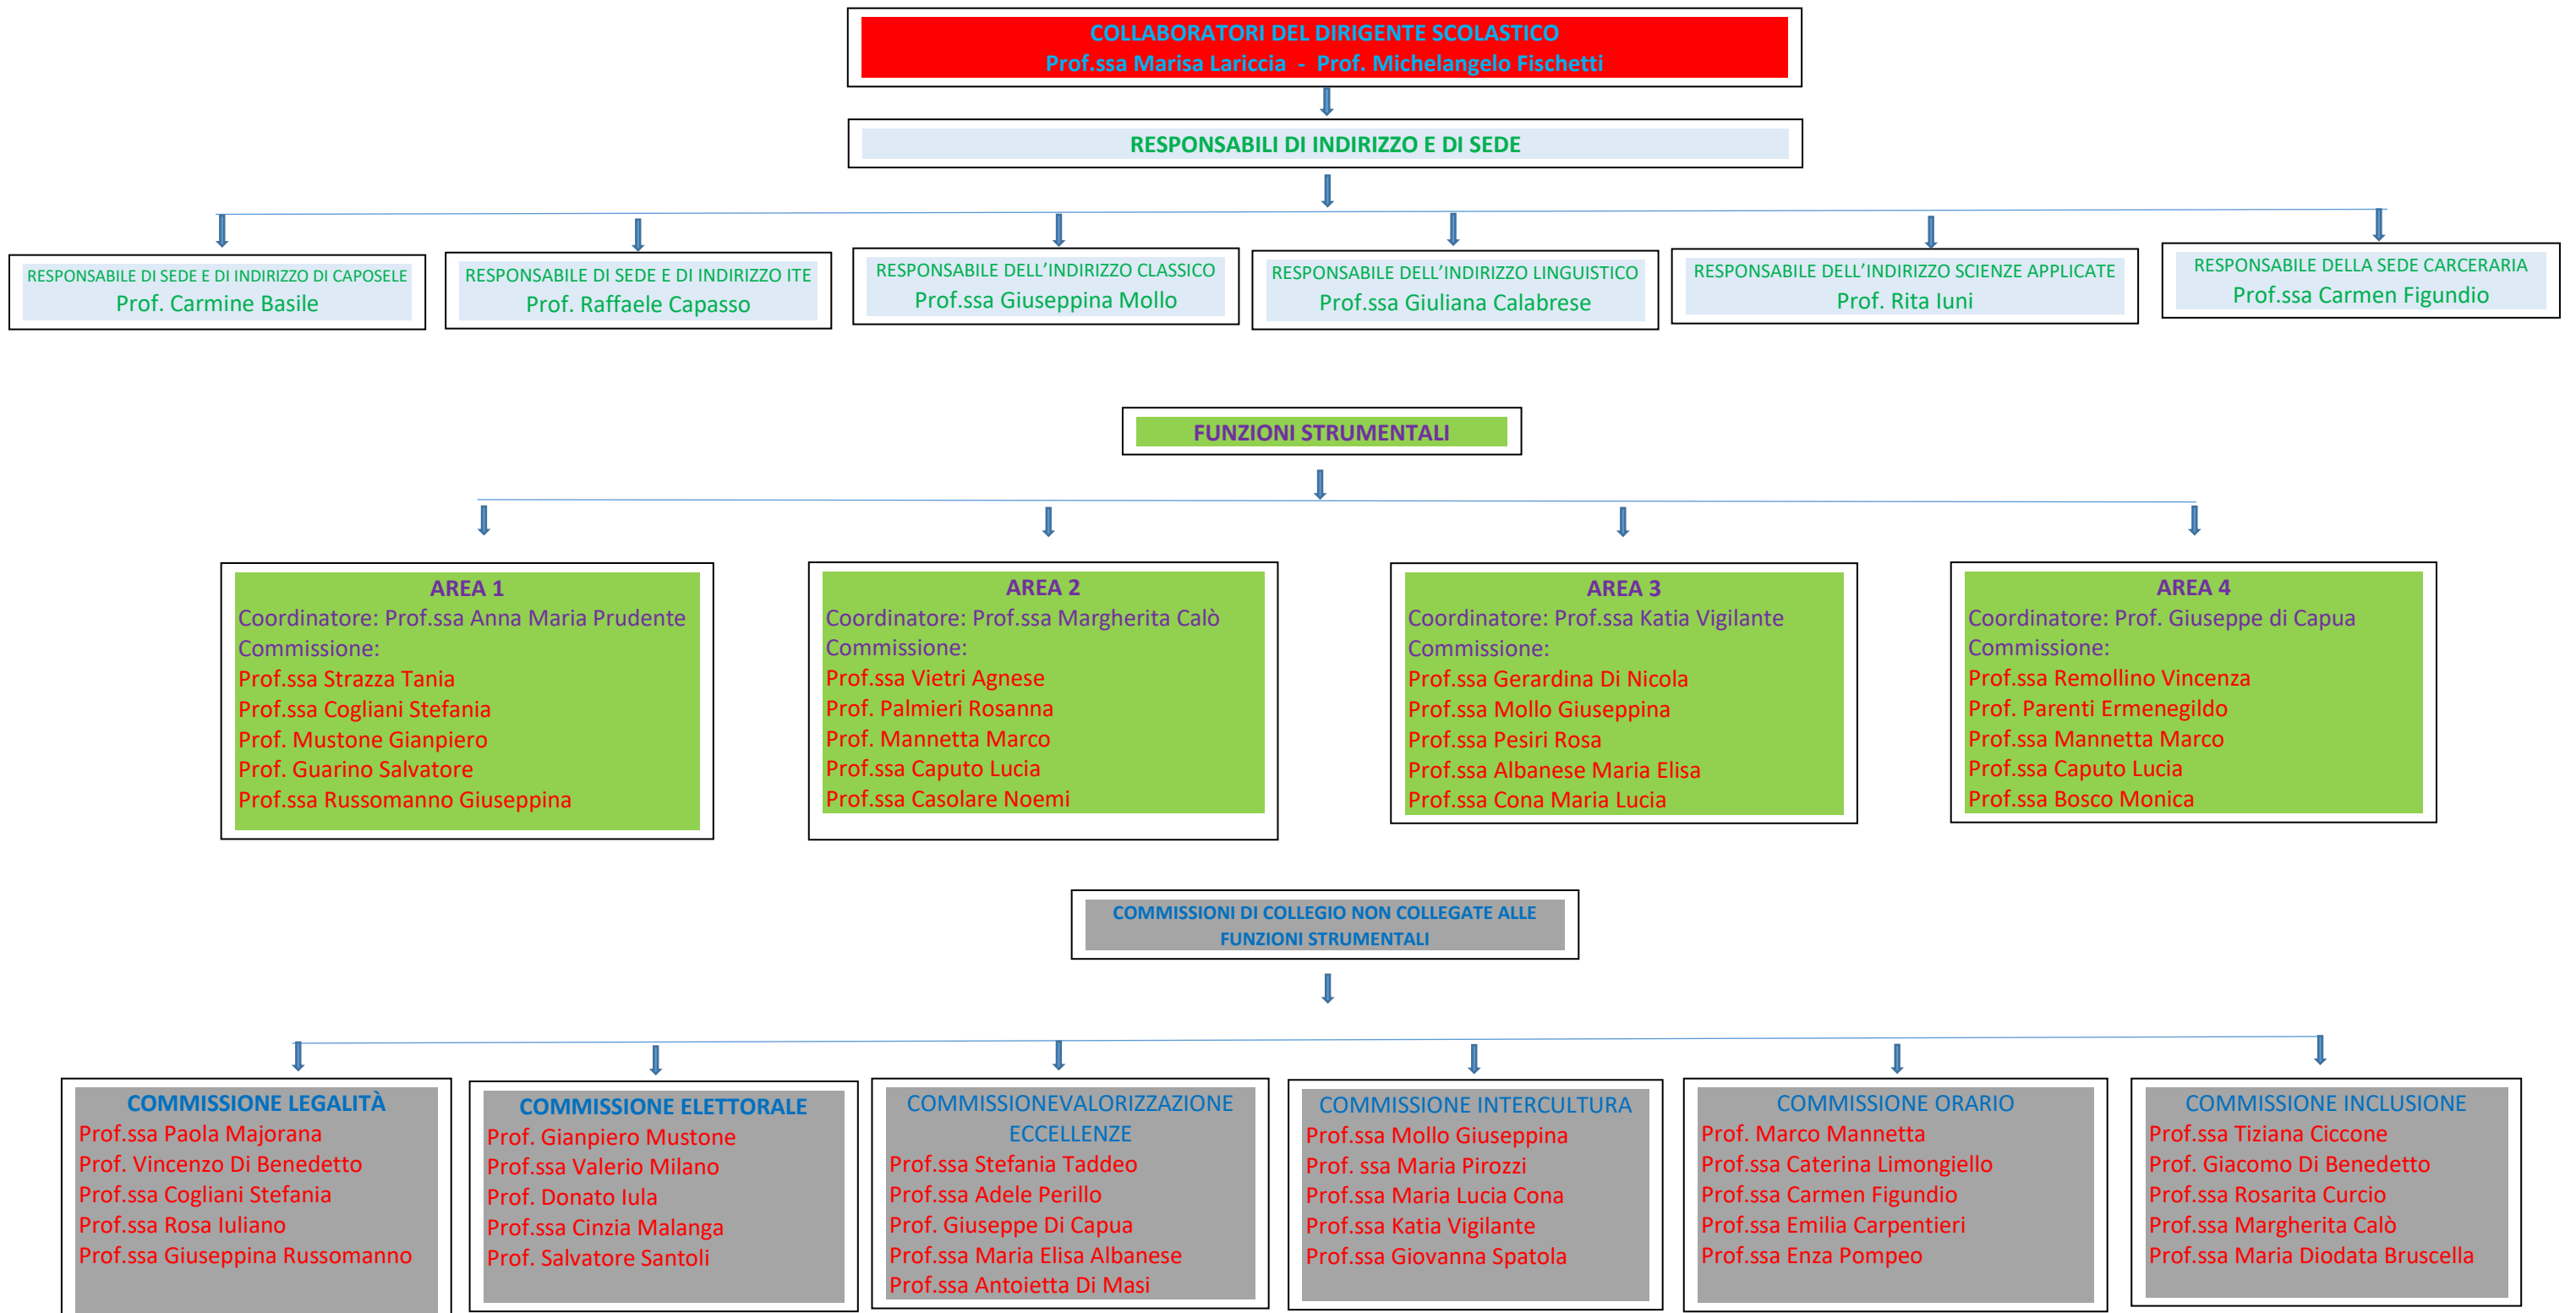 COLLABORATORI DEL DIRIGENTE SCOLASTICO
Prof.ssa Marisa Lariccia - Prof. Michelangelo Fischetti
RESPONSABILI DI INDIRIZZO E DI SEDE
RESPONSABILE DI SEDE E DI INDIRIZZO DI CAPOSELE
Prof. Carmine Basile
RESPONSABILE DI SEDE E DI INDIRIZZO ITE
Prof. Raffaele Capasso
RESPONSABILE DELL'INDIRIZZO CLASSICO
Prof.ssa Giuseppina Mollo
RESPONSABILE DELL'INDIRIZZO LINGUISTICO
Prof.ssa Giuliana Calabrese
RESPONSABILE DELL'INDIRIZZO SCIENZE APPLICATE
Prof. Rita Iuni
RESPONSABILE DELLA SEDE CARCERARIA
Prof.ssa Carmen Figundio
FUNZIONI STRUMENTALI
AREA 1
Coordinatore: Prof.ssa Anna Maria Prudente
Commissione:
Prof.ssa Strazza Tania
Prof.ssa Cogliani Stefania
Prof. Mustone Gianpiero
Prof. Guarino Salvatore
Prof.ssa Russomanno Giuseppina
AREA 2
Coordinatore: Prof.ssa Margherita Calò
Commissione:
Prof.ssa Vietri Agnese
Prof. Palmieri Rosanna
Prof. Mannetta Marco
Prof.ssa Caputo Lucia
Prof.ssa Casolare Noemi
AREA 3
Coordinatore: Prof.ssa Katia Vigilante
Commissione:
Prof.ssa Gerardina Di Nicola
Prof.ssa Mollo Giuseppina
Prof.ssa Pesiri Rosa
Prof.ssa Albanese Maria Elisa
Prof.ssa Cona Maria Lucia
AREA 4
Coordinatore: Prof. Giuseppe di Capua
Commissione:
Prof.ssa Remollino Vincenza
Prof. Parenti Ermenegildo
Prof.ssa Mannetta Marco
Prof.ssa Caputo Lucia
Prof.ssa Bosco Monica
COMMISSIONI DI COLLEGIO NON COLLEGATE ALLE
FUNZIONI STRUMENTALI
COMMISSIONE LEGALITÀ
Prof.ssa Paola Majorana
Prof. Vincenzo Di Benedetto
Prof.ssa Cogliani Stefania
Prof.ssa Rosa Iuliano
Prof.ssa Giuseppina Russomanno
COMMISSIONE ELETTORALE
Prof. Gianpiero Mustone
Prof.ssa Valerio Milano
Prof. Donato Iula
Prof.ssa Cinzia Malanga
Prof. Salvatore Santoli
COMMISSIONEVALORIZZAZIONE
ECCELLENZE
Prof.ssa Stefania Taddeo
Prof.ssa Adele Perillo
Prof. Giuseppe Di Capua
Prof.ssa Maria Elisa Albanese
Prof.ssa Antoietta Di Masi
COMMISSIONE INTERCULTURA
Prof.ssa Mollo Giuseppina
Prof. ssa Maria Pirozzi
Prof.ssa Maria Lucia Cona
Prof.ssa Katia Vigilante
Prof.ssa Giovanna Spatola
COMMISSIONE ORARIO
Prof. Marco Mannetta
Prof.ssa Caterina Limongiello
Prof.ssa Carmen Figundio
Prof.ssa Emilia Carpentieri
Prof.ssa Enza Pompeo
COMMISSIONE INCLUSIONE
Prof.ssa Tiziana Ciccone
Prof. Giacomo Di Benedetto
Prof.ssa Rosarita Curcio
Prof.ssa Margherita Calò
Prof.ssa Maria Diodata Bruscella